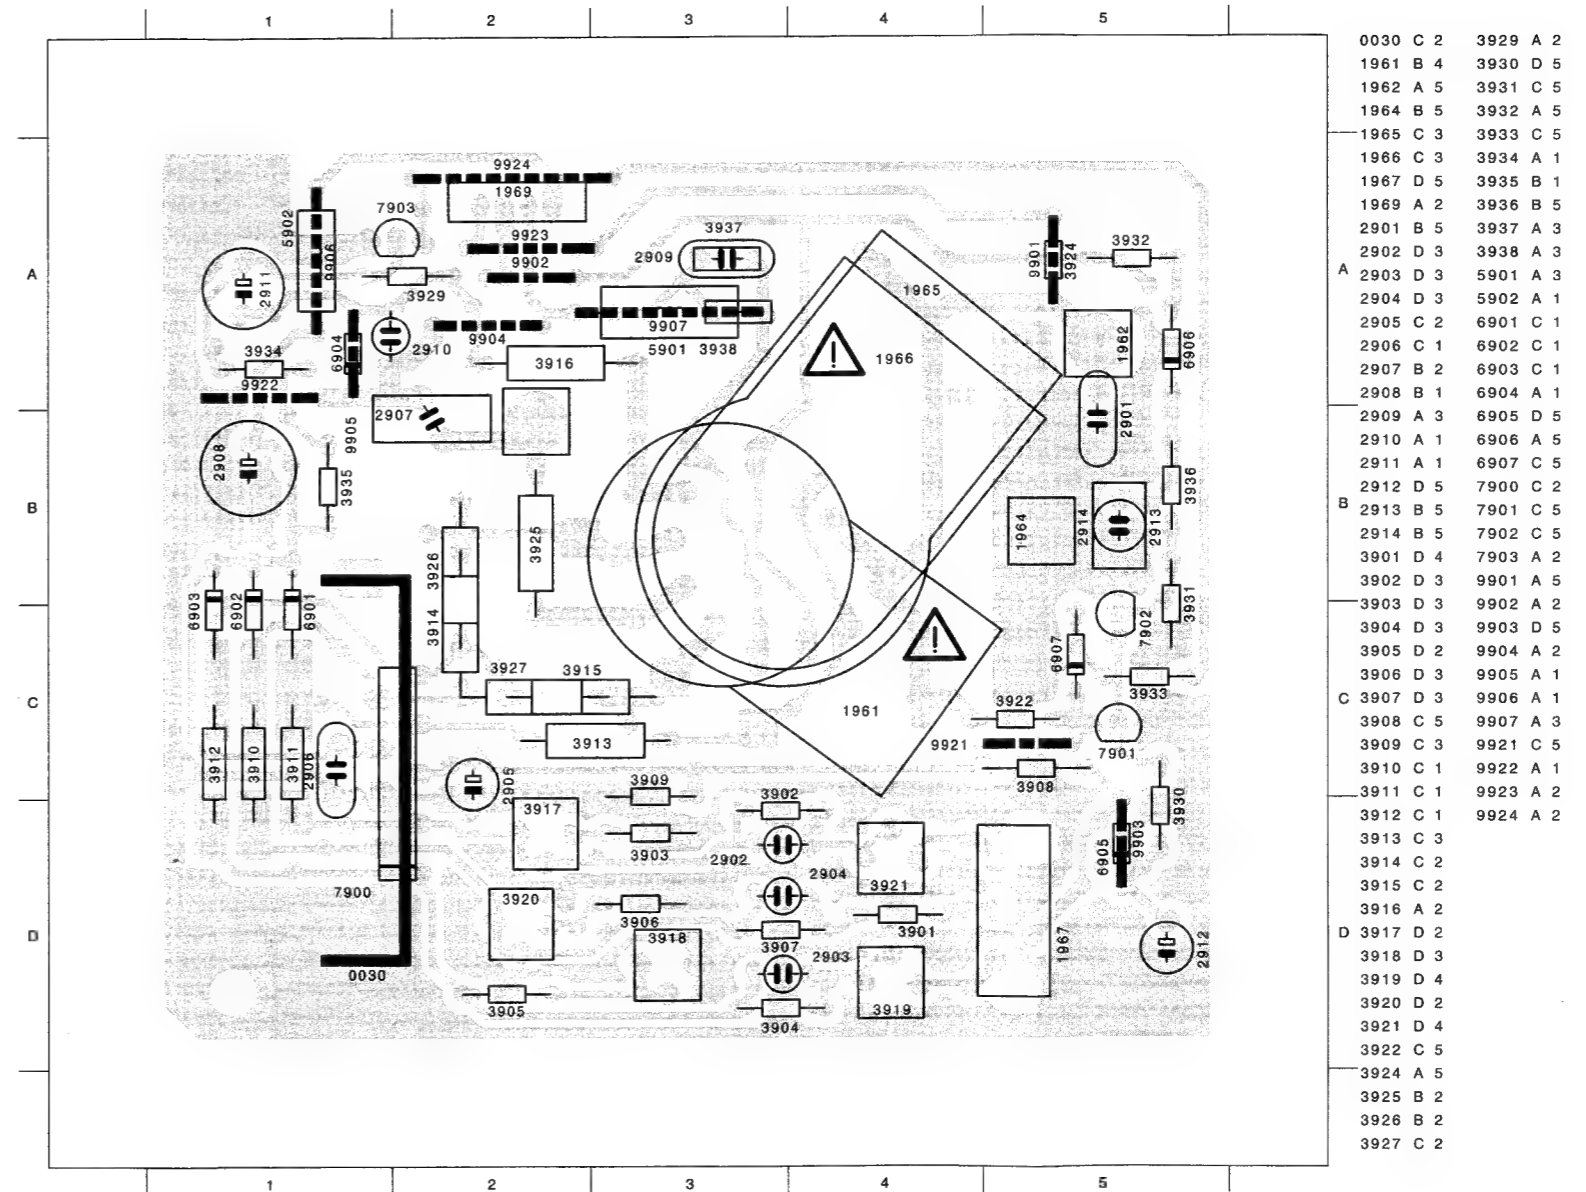 1 2 3 4 5
0030 C 2 3929 A 2
1961 B 4 3930 D 5
1962 A 5 3931 C 5
1964 B 5 3932 A 5
1965 C 3 3933 C 5
1966 C 3 3934 A 1
1967 D 5 3935 B 1
1969 A 2 3936 B 5
2901 B 5 3937 A 3
2902 D 3 3938 A 3
2903 D 3 5901 A 3
2904 D 3 5902 A 1
2905 C 2 6901 C 1
2906 C 1 6902 C 1
2907 B 2 6903 C 1
2908 B 1 6904 A 1
2909 A 3 6905 D 5
2910 A 1 6906 A 5
2911 A 1 6907 C 5
2912 D 5 7900 C 2
2913 B 5 7901 C 5
2914 B 5 7902 C 5
3901 D 4 7903 A 2
3902 D 3 9901 A 5
3903 D 3 9902 A 2
3904 D 3 9903 D 5
3905 D 2 9904 A 2
3906 D 3 9905 A 1
3907 D 3 9906 A 1
3908 C 5 9907 A 3
3909 C 3 9921 C 5
3910 C 1 9922 A 1
3911 C 1 9923 A 2
3912 C 1 9924 A 2
3913 C 3
3914 C 2
3915 C 2
3916 A 2
3917 D 2
3918 D 3
3919 D 4
3920 D 2
3921 D 4
3922 C 5
3924 A 5
3925 B 2
3926 B 2
3927 C 2
9924
1969
7903
5902
9906
9923
3937
9901
3924
3932
A
2909
9902
A
2911
3929
1965
9907
9904
5901 3938
2910
6904
3934
3916
1966
1962
6906
9922
2907
9905
2901
2908
3935
3936
B
B
3925
1964
2914
2913
3926
6903
6902
6901
3914
3931
7902
6907
3927 3915
3933
C
C
3922
1961
3913
9921
7901
3912
3910
3911
2906
2905
3909
3908
3902
3917
3930
3903
2902
6905
9903
2904
7900
3920
3921
3906
3901
D
3918
3907
1967
2912
D
2903
0030
3905
3919
3904
1 2 3 4 5